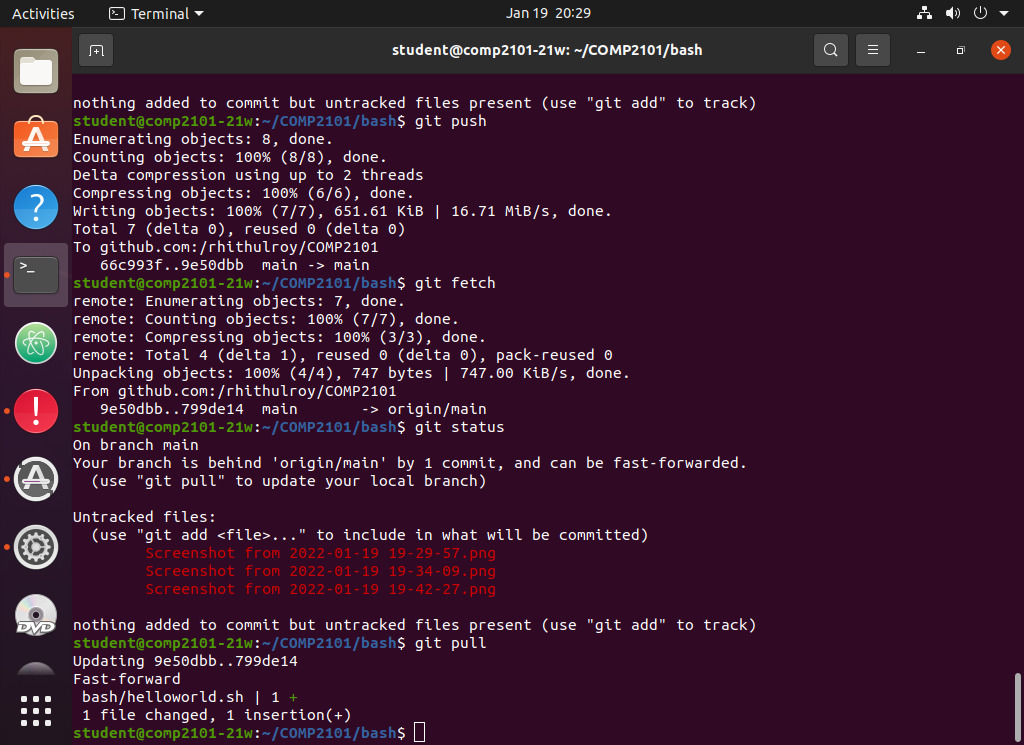 Activities Terminal Jan 19 20:29
student@comp2101-21w: ~/COMP2101/bash
nothing added to commit but untracked files present (use "git add" to track)
student@comp2101-21w:~/COMP2101/bash$ git push
Enumerating objects: 8, done.
Counting objects: 100% (8/8), done.
Delta compression using up to 2 threads
Compressing objects: 100% (6/6), done.
Writing objects: 100% (7/7), 651.61 KiB | 16.71 MiB/s, done.
Total 7 (delta 0), reused 0 (delta 0)
To github.com:/rhithulroy/COMP2101
   66c993f..9e50dbb  main -> main
student@comp2101-21w:~/COMP2101/bash$ git fetch
remote: Enumerating objects: 7, done.
remote: Counting objects: 100% (7/7), done.
remote: Compressing objects: 100% (3/3), done.
remote: Total 4 (delta 1), reused 0 (delta 0), pack-reused 0
Unpacking objects: 100% (4/4), 747 bytes | 747.00 KiB/s, done.
From github.com:/rhithulroy/COMP2101
   9e50dbb..799de14  main       -> origin/main
student@comp2101-21w:~/COMP2101/bash$ git status
On branch main
Your branch is behind 'origin/main' by 1 commit, and can be fast-forwarded.
  (use "git pull" to update your local branch)
Untracked files:
  (use "git add <file>..." to include in what will be committed)
        Screenshot from 2022-01-19 19-29-57.png
        Screenshot from 2022-01-19 19-34-09.png
        Screenshot from 2022-01-19 19-42-27.png
nothing added to commit but untracked files present (use "git add" to track)
student@comp2101-21w:~/COMP2101/bash$ git pull
Updating 9e50dbb..799de14
Fast-forward
 bash/helloworld.sh | 1 +
 1 file changed, 1 insertion(+)
student@comp2101-21w:~/COMP2101/bash$
DVD